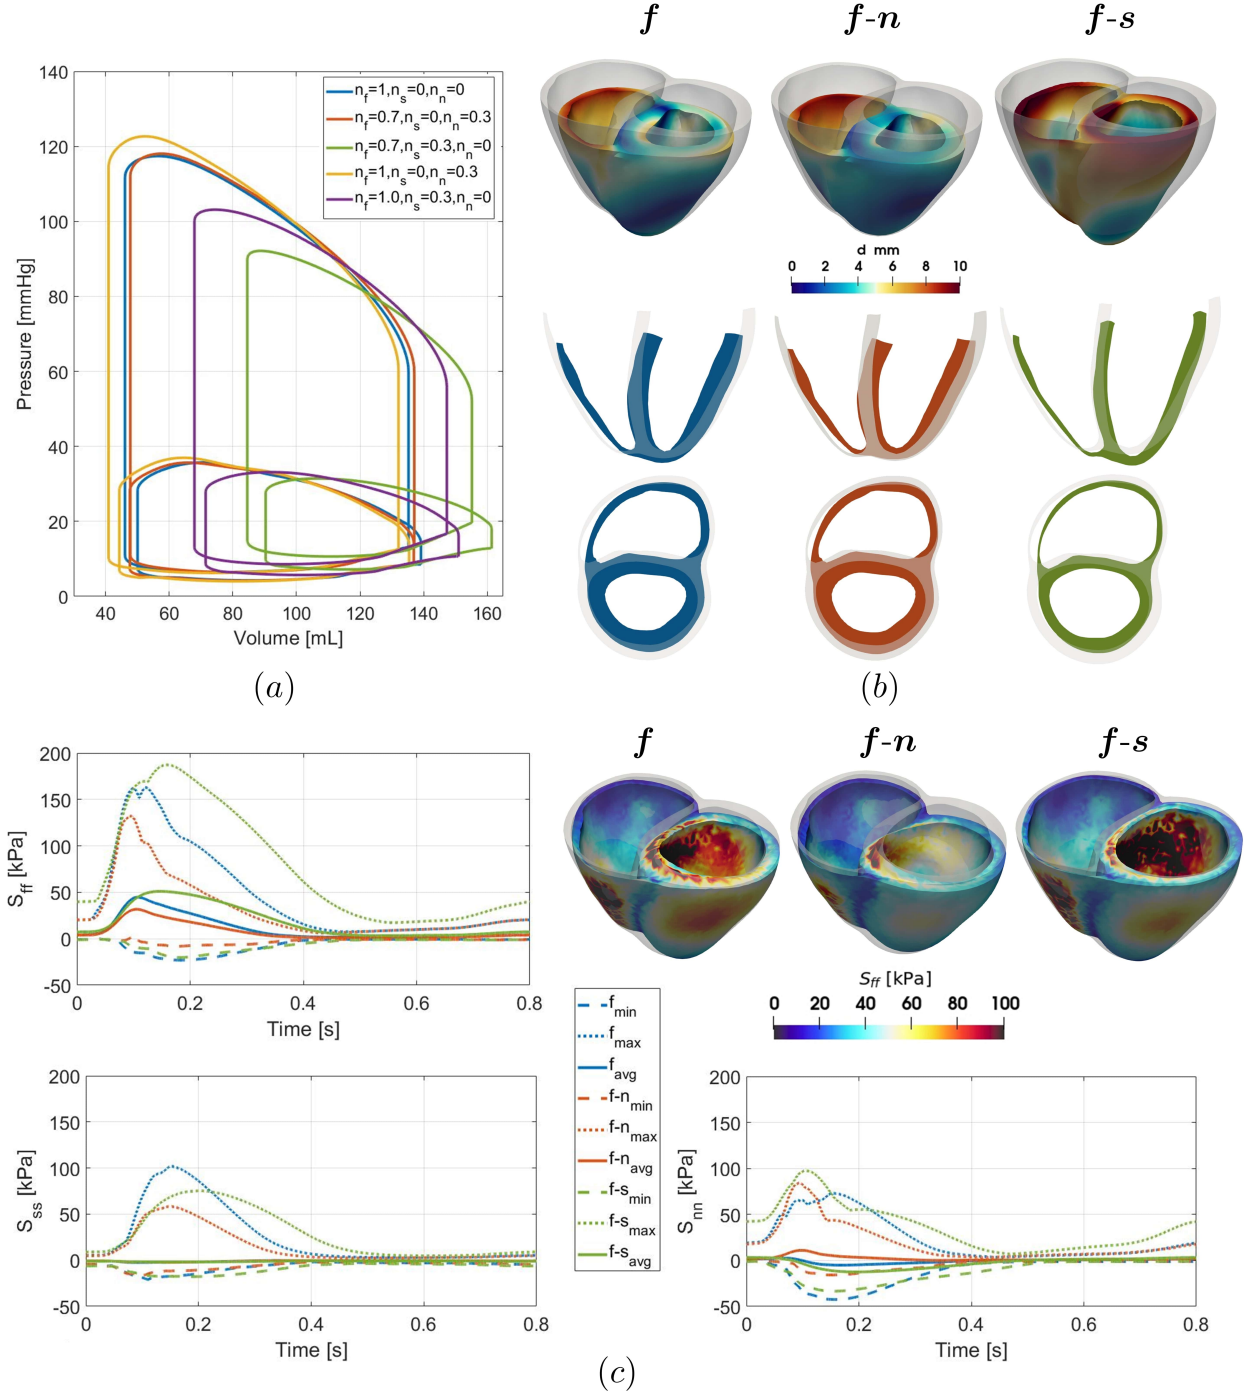 f f-n f-s
140
120
100
80
60
40
20
0
Pressure [mmHg]
n_f=1,n_s=0,n_n=0
n_f=0.7,n_s=0,n_n=0.3
n_f=0.7,n_s=0.3,n_n=0
n_f=1,n_s=0,n_n=0.3
n_f=1.0,n_s=0.3,n_n=0
40 60 80 100 120 140 160
Volume [mL]
(a)
d mm
0 2 4 6 8 10
(b)
200
150
100
50
0
-50
S_ff [kPa]
0 0.2 0.4 0.6 0.8
Time [s]
f f-n f-s
S_ff [kPa]
0 20 40 60 80 100
f_min
f_max
f_avg
f-n_min
f-n_max
f-n_avg
f-s_min
f-s_max
f-s_avg
200
150
100
50
0
-50
S_ss [kPa]
0 0.2 0.4 0.6 0.8
Time [s]
200
150
100
50
0
-50
S_nn [kPa]
0 0.2 0.4 0.6 0.8
Time [s]
(c)